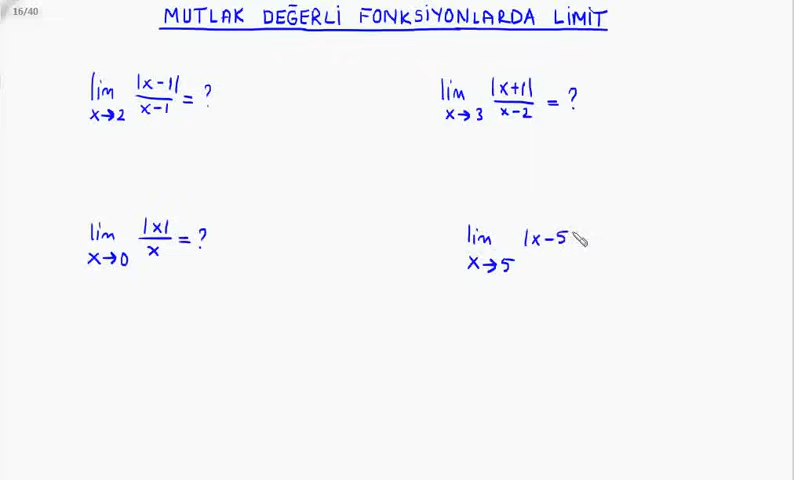 16/40
MUTLAK DEĞERLİ FONKSİYONLARDA LİMİT
lim x→2 |x-1| / x-1 = ?
lim x→3 |x+1| / x-2 = ?
lim x→0 |x| / x = ?
lim x→5 |x-5